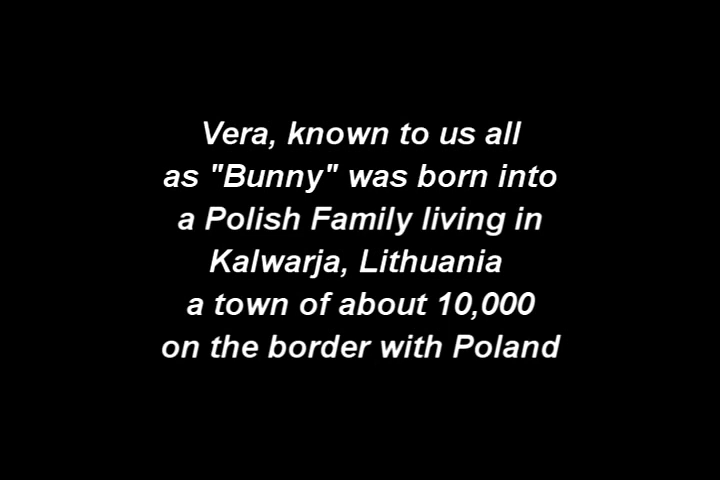 Vera, known to us all
as "Bunny" was born into
a Polish Family living in
Kalwarja, Lithuania
a town of about 10,000
on the border with Poland